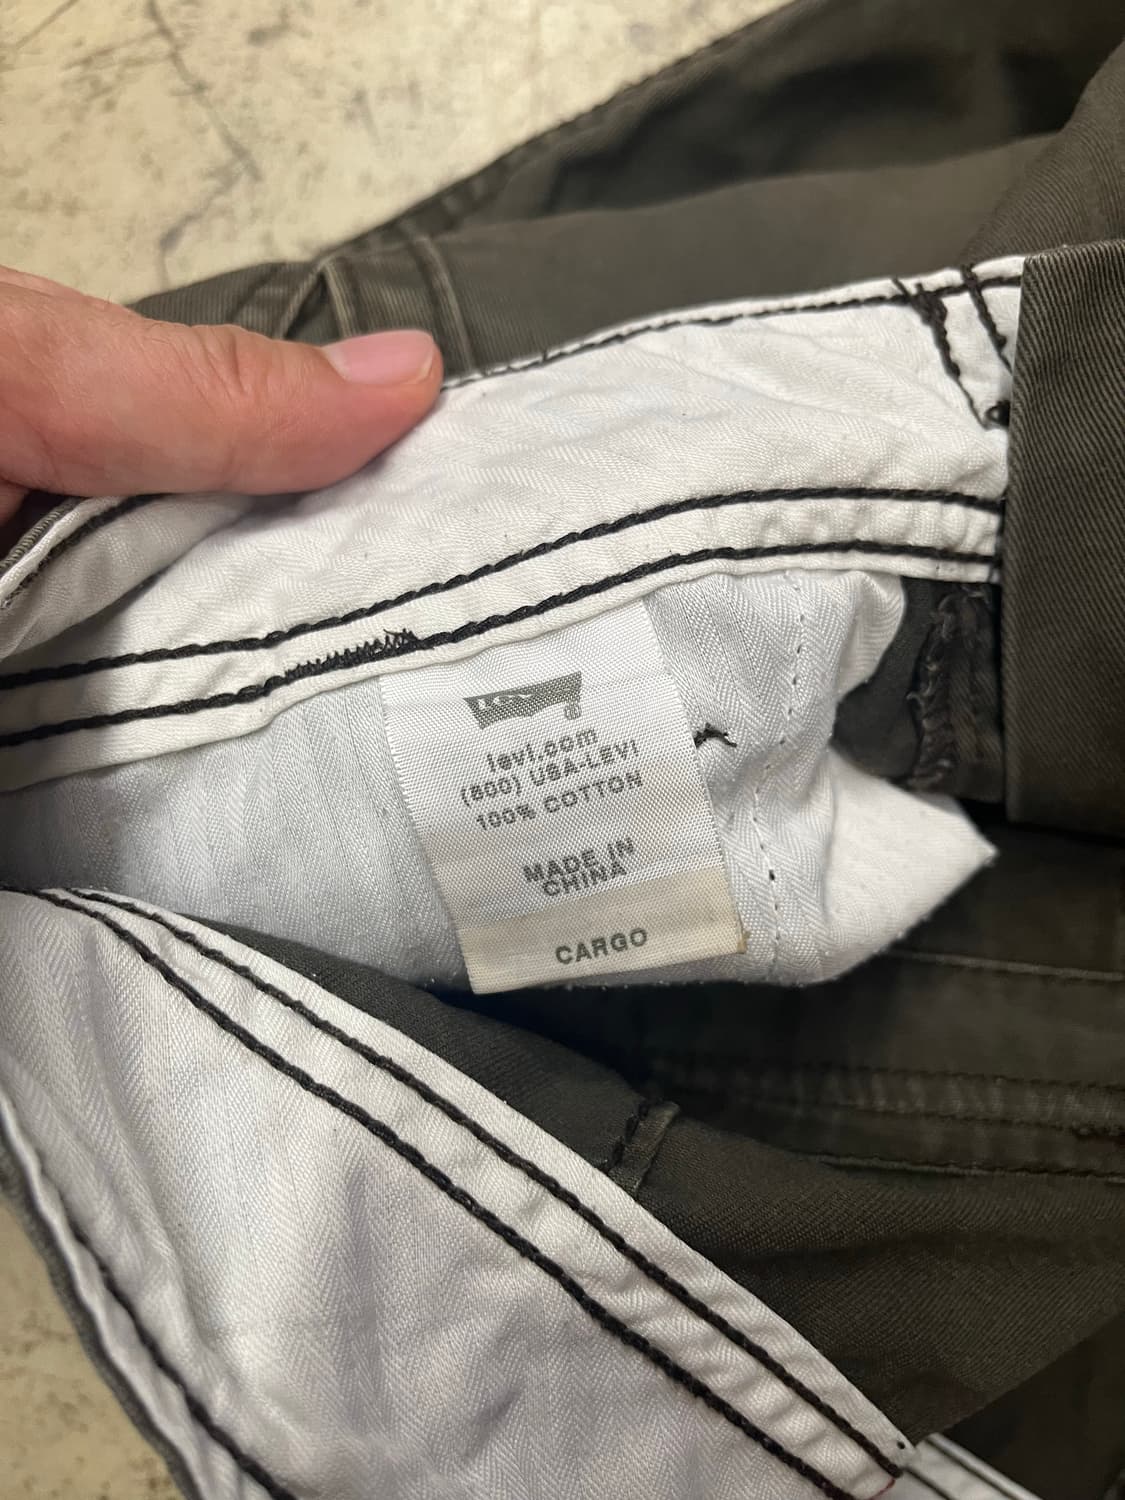 levi.com
(800) USA-LEVI
100% COTTON
MADE IN
CHINA
CARGO